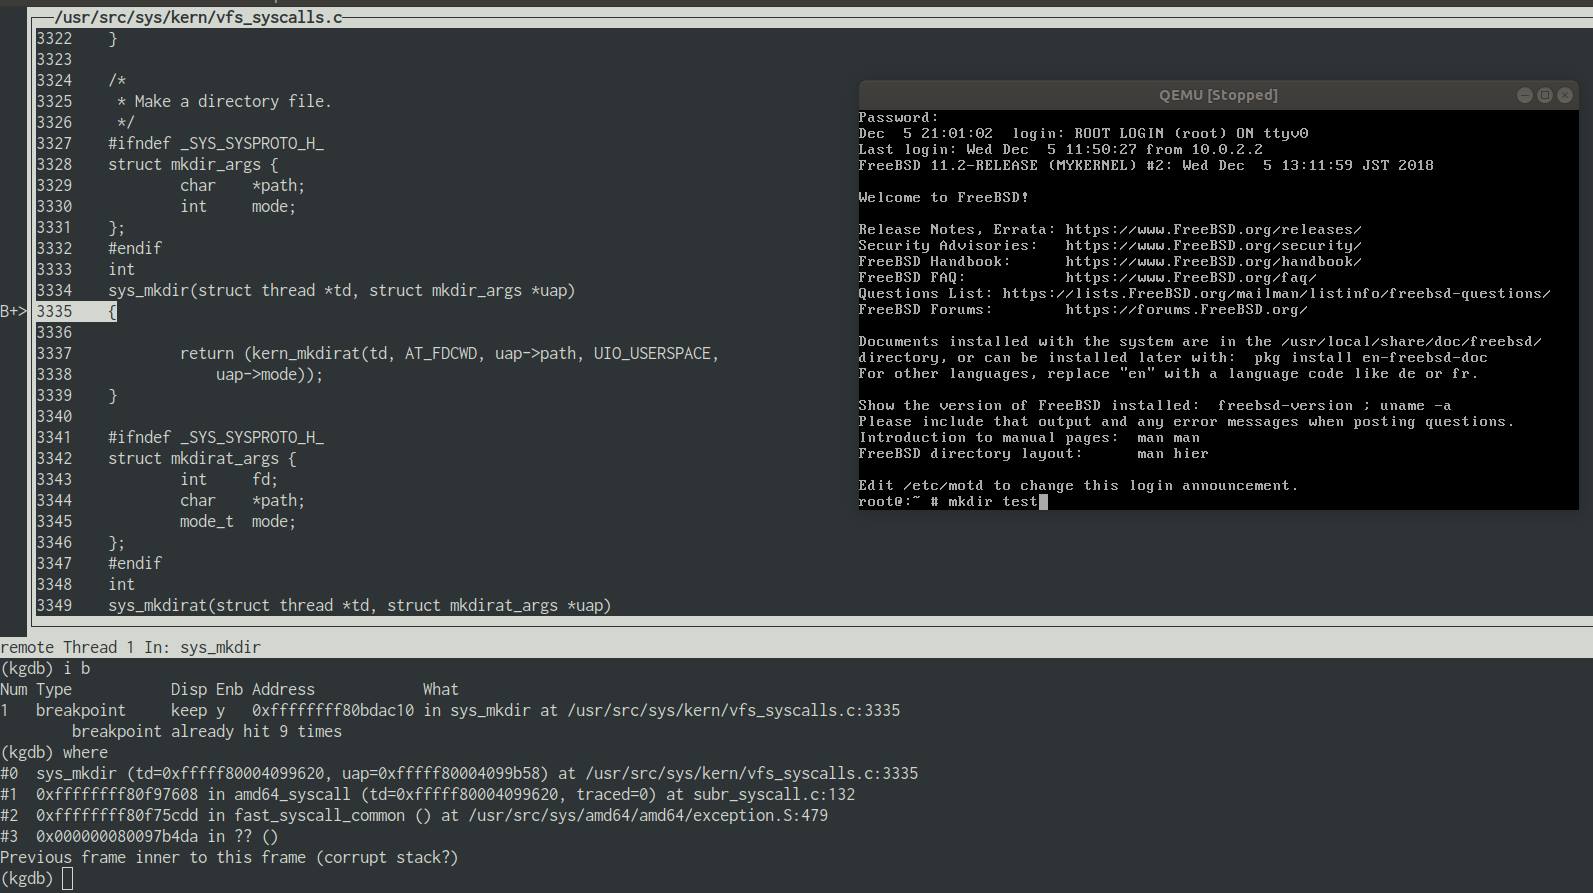 /usr/src/sys/kern/vfs_syscalls.c
3322    }
3323
3324    /*
3325     * Make a directory file.
3326     */
3327    #ifndef _SYS_SYSPROTO_H_
3328    struct mkdir_args {
3329            char    *path;
3330            int     mode;
3331    };
3332    #endif
3333    int
3334    sys_mkdir(struct thread *td, struct mkdir_args *uap)
B+> 3335    {
3336
3337            return (kern_mkdirat(td, AT_FDCWD, uap->path, UIO_USERSPACE,
3338                uap->mode));
3339    }
3340
3341    #ifndef _SYS_SYSPROTO_H_
3342    struct mkdirat_args {
3343            int     fd;
3344            char    *path;
3345            mode_t  mode;
3346    };
3347    #endif
3348    int
3349    sys_mkdirat(struct thread *td, struct mkdirat_args *uap)
QEMU [Stopped]
Password:
Dec  5 21:01:02  login: ROOT LOGIN (root) ON ttyv0
Last login: Wed Dec  5 11:50:27 from 10.0.2.2
FreeBSD 11.2-RELEASE (MYKERNEL) #2: Wed Dec  5 13:11:59 JST 2018
Welcome to FreeBSD!
Release Notes, Errata: https://www.FreeBSD.org/releases/
Security Advisories:   https://www.FreeBSD.org/security/
FreeBSD Handbook:      https://www.FreeBSD.org/handbook/
FreeBSD FAQ:           https://www.FreeBSD.org/faq/
Questions List: https://lists.FreeBSD.org/mailman/listinfo/freebsd-questions/
FreeBSD Forums:        https://forums.FreeBSD.org/
Documents installed with the system are in the /usr/local/share/doc/freebsd/
directory, or can be installed later with:  pkg install en-freebsd-doc
For other languages, replace "en" with a language code like de or fr.
Show the version of FreeBSD installed:  freebsd-version ; uname -a
Please include that output and any error messages when posting questions.
Introduction to manual pages:  man man
FreeBSD directory layout:      man hier
Edit /etc/motd to change this login announcement.
root@:~ # mkdir test
remote Thread 1 In: sys_mkdir
(kgdb) i b
Num Type           Disp Enb Address            What
1   breakpoint     keep y   0xffffffff80bdac10 in sys_mkdir at /usr/src/sys/kern/vfs_syscalls.c:3335
        breakpoint already hit 9 times
(kgdb) where
#0  sys_mkdir (td=0xfffff80004099620, uap=0xfffff80004099b58) at /usr/src/sys/kern/vfs_syscalls.c:3335
#1  0xffffffff80f97608 in amd64_syscall (td=0xfffff80004099620, traced=0) at subr_syscall.c:132
#2  0xffffffff80f75cdd in fast_syscall_common () at /usr/src/sys/amd64/amd64/exception.S:479
#3  0x000000080097b4da in ?? ()
Previous frame inner to this frame (corrupt stack?)
(kgdb)